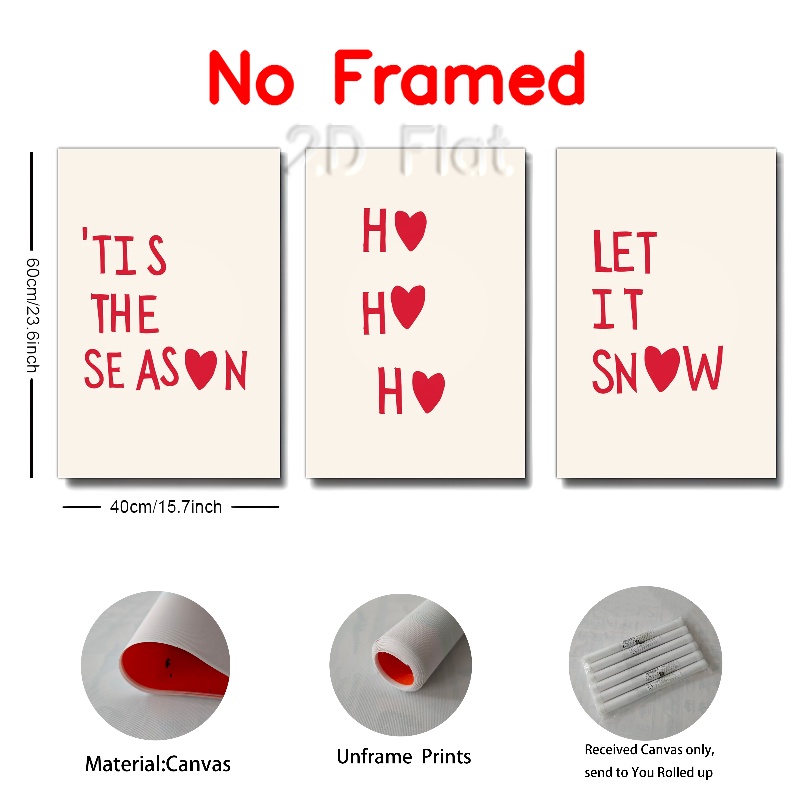 No Framed
2D Flat
'TIS
THE
SEASON
HO
HO
HO
LET
IT
SNOW
60cm/23.6inch
40cm/15.7inch
Material:Canvas
Unframe Prints
Received Canvas only,
send to You Rolled up